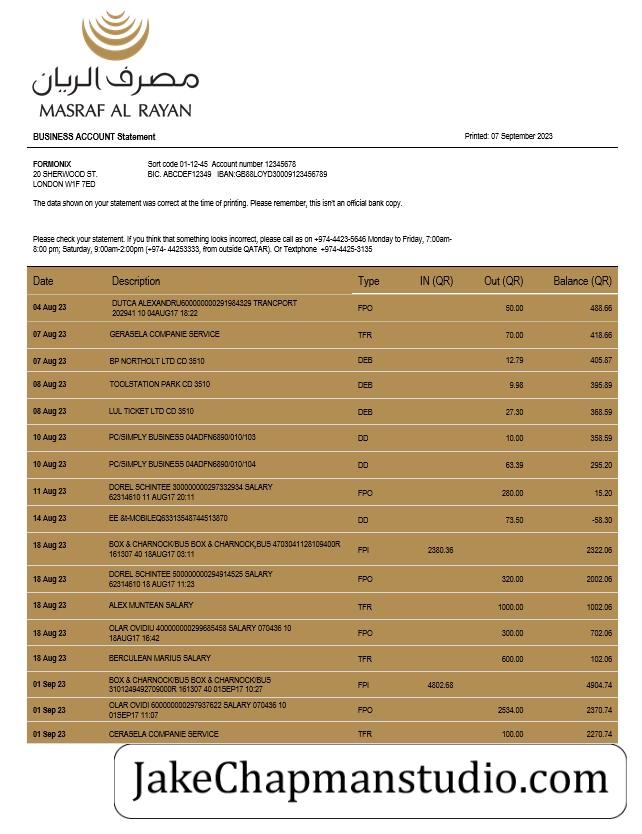 مصرف الريان
MASRAF AL RAYAN
BUSINESS ACCOUNT Statement Printed: 07 September 2023
FORMONIX Sort code 01-12-45 Account number 12345678
20 SHERWOOD ST. BIC. ABCDEF12349 IBAN:GB88LOYD30009123456789
LONDON W1F 7ED
The data shown on your statement was correct at the time of printing. Please remember, this isn't an official bank copy.
Please check your statement. If you think that something looks incorrect, please call as on +974-4423-5646 Monday to Friday, 7:00am-
8:00 pm; Saturday, 9:00am-2:00pm (+974- 44253333, from outside QATAR). Or Textphone +974-4425-3135
Date Description Type IN (QR) Out (QR) Balance (QR)
04 Aug 23 DUTCA ALEXANDRU600000000291984329 TRANCPORT
202941 10 04AUG17 18:22 FPO 50.00 488.66
07 Aug 23 GERASELA COMPANIE SERVICE TFR 70.00 418.66
07 Aug 23 BP NORTHOLT LTD CD 3510 DEB 12.79 405.87
08 Aug 23 TOOLSTATION PARK CD 3510 DEB 9.98 395.89
08 Aug 23 LUL TICKET LTD CD 3510 DEB 27.30 368.59
10 Aug 23 PC/SIMPLY BUSINESS 04ADFN6890/010/103 DD 10.00 358.59
10 Aug 23 PC/SIMPLY BUSINESS 04ADFN6890/010/104 DD 63.39 295.20
11 Aug 23 DOREL SCHINTEE 300000000297332934 SALARY
62314610 11 AUG17 20:11 FPO 280.00 15.20
14 Aug 23 EE &t-MOBILEQ63313548744513870 DD 73.50 -58.30
18 Aug 23 BOX & CHARNOCK/BUS BOX & CHARNOCK,BUS 4703041128109400R
161307 40 18AUG17 03:11 FPI 2380.36 2322.06
18 Aug 23 DOREL SCHINTEE 500000000294914525 SALARY
62314610 18 AUG17 11:23 FPO 320.00 2002.06
18 Aug 23 ALEX MUNTEAN SALARY TFR 1000.00 1002.06
18 Aug 23 OLAR OVIDIU 400000000299685458 SALARY 070436 10
18AUG17 16:42 FPO 300.00 702.06
18 Aug 23 BERCULEAN MARIUS SALARY TFR 600.00 102.06
01 Sep 23 BOX & CHARNOCK/BUS BOX & CHARNOCK/BUS
3101249492709000R 161307 40 01SEP17 10:27 FPI 4802.68 4904.74
01 Sep 23 OLAR OVIDI 600000000297937622 SALARY 070436 10
01SEP17 11:07 FPO 2534.00 2370.74
01 Sep 23 CERASELA COMPANIE SERVICE TFR 100.00 2270.74
JakeChapmanstudio.com